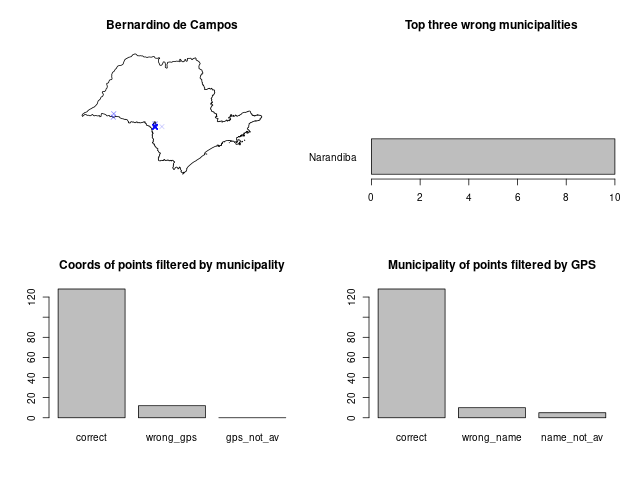 Bernardino de Campos
Top three wrong municipalities
Narandiba
0 2 4 6 8 10
Coords of points filtered by municipality
0 20 40 60 80 120
correct wrong_gps gps_not_av
Municipality of points filtered by GPS
0 20 40 60 80 120
correct wrong_name name_not_av